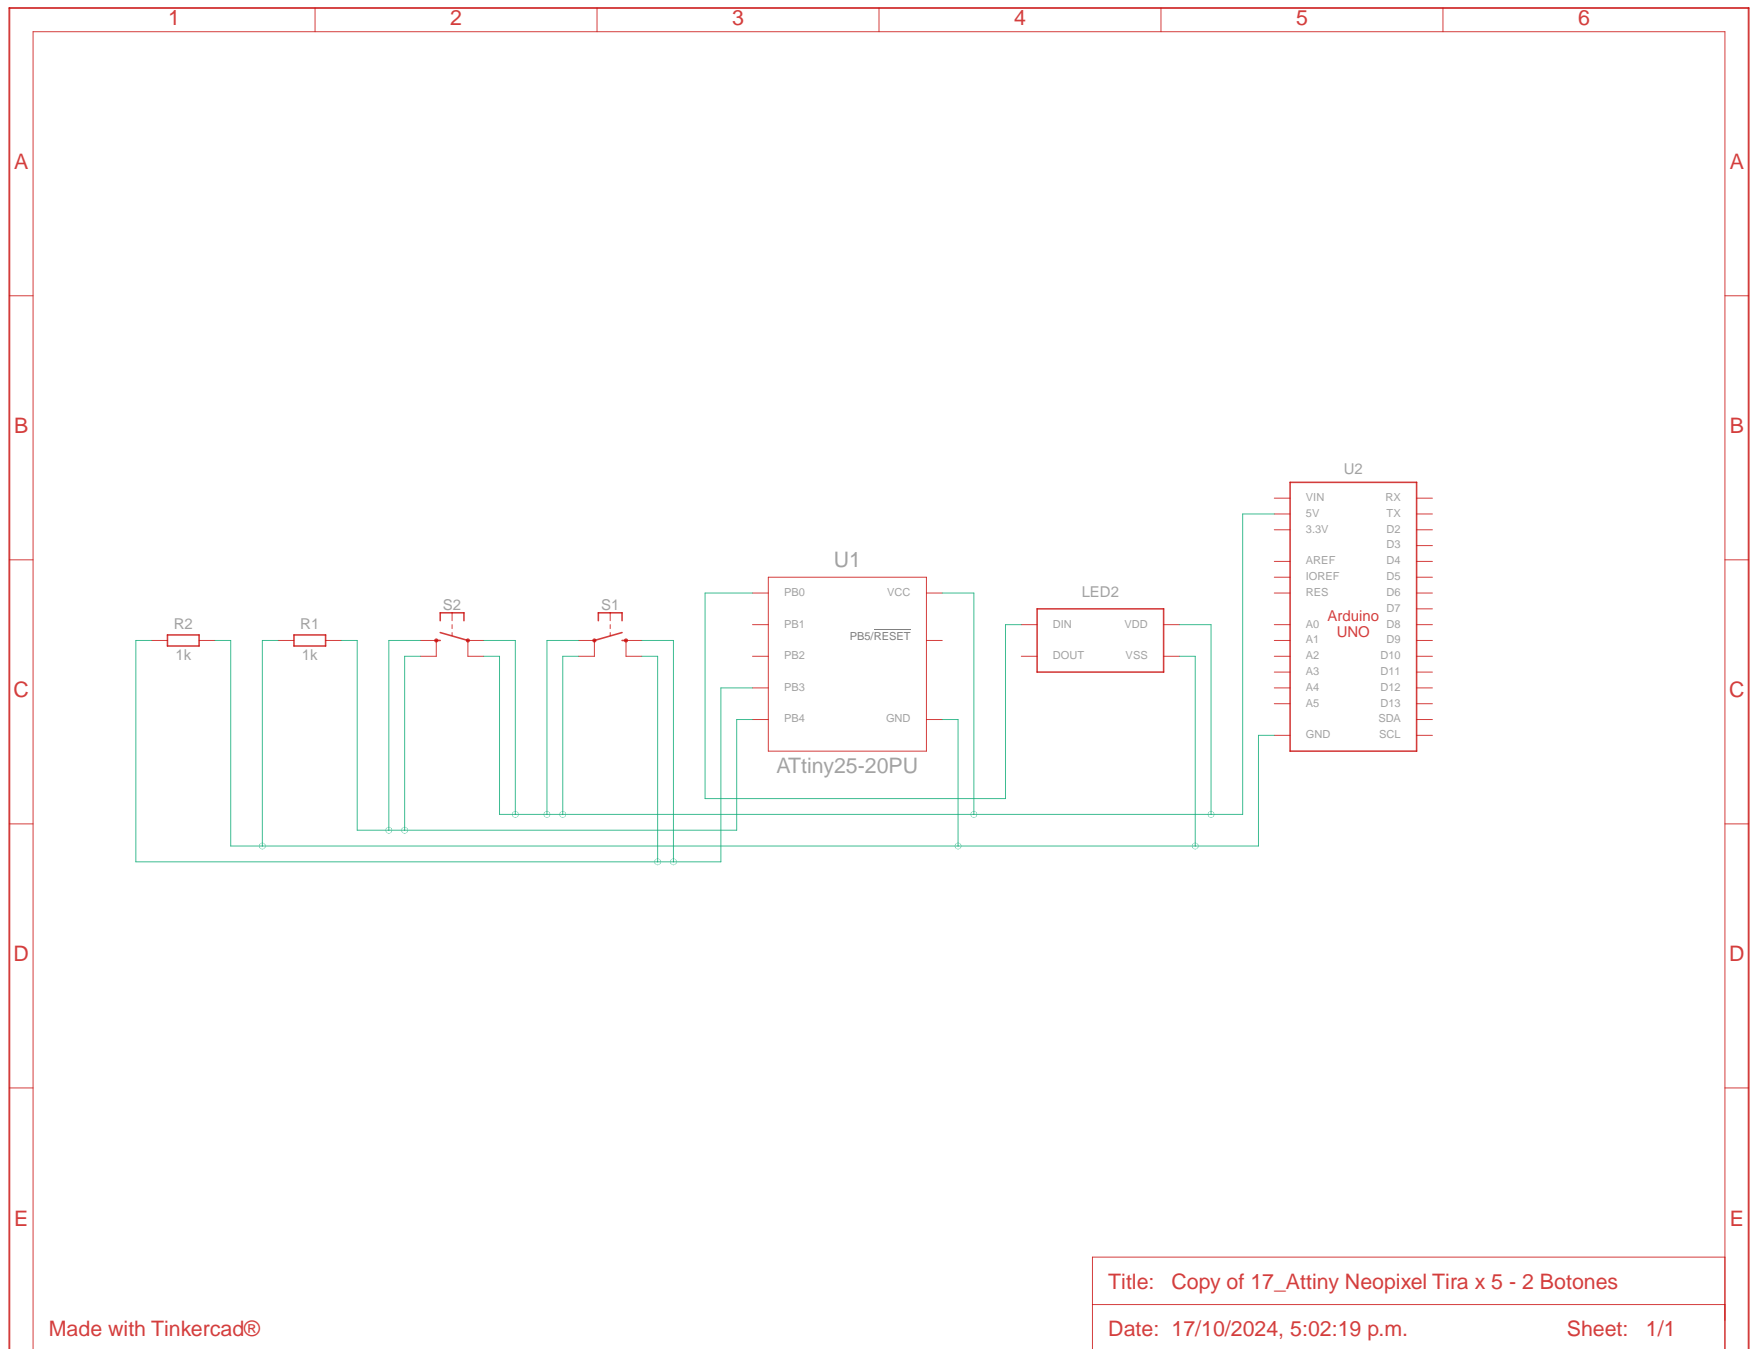 1 2 3 4 5 6
A A
B B
C C
D D
E E
R2
1k
R1
1k
S2
S1
U1
PB0 VCC
PB1
PB5/RESET
PB2
PB3
PB4 GND
ATtiny25-20PU
LED2
DIN VDD
DOUT VSS
U2
VIN RX
5V TX
3.3V D2
D3
AREF D4
IOREF D5
RES D6
D7
Arduino
UNO
A0 D8
A1 D9
A2 D10
A3 D11
A4 D12
A5 D13
SDA
GND SCL
Title: Copy of 17_Attiny Neopixel Tira x 5 - 2 Botones
Made with Tinkercad®
Date: 17/10/2024, 5:02:19 p.m. Sheet: 1/1